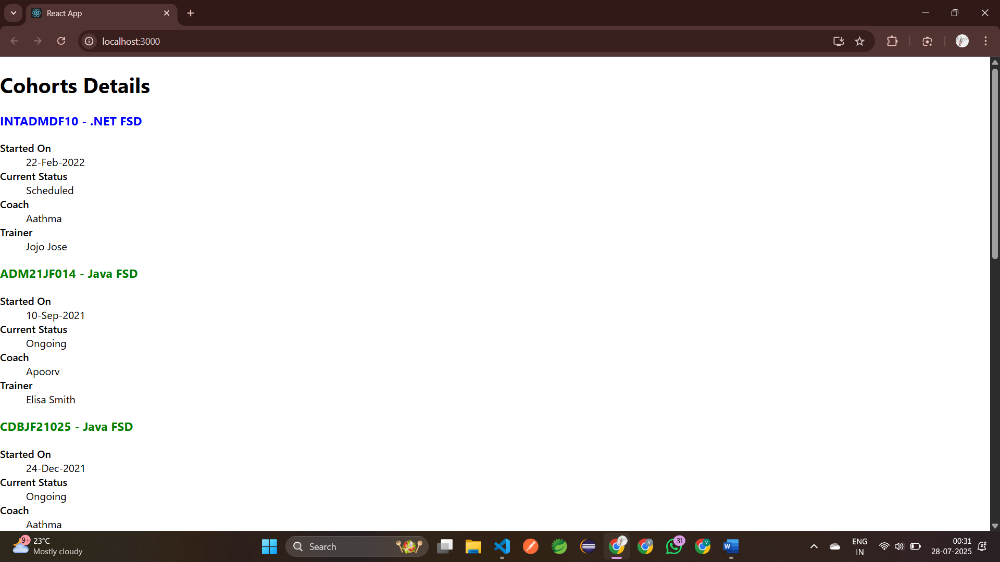 React App
localhost:3000
Cohorts Details
INTADMDF10 - .NET FSD
Started On
22-Feb-2022
Current Status
Scheduled
Coach
Aathma
Trainer
Jojo Jose
ADM21JF014 - Java FSD
Started On
10-Sep-2021
Current Status
Ongoing
Coach
Apoorv
Trainer
Elisa Smith
CDBJF21025 - Java FSD
Started On
24-Dec-2021
Current Status
Ongoing
Coach
Aathma
9+
23°C
Mostly cloudy
Search
V
31
V
W
ENG
IN
00:31
28-07-2025